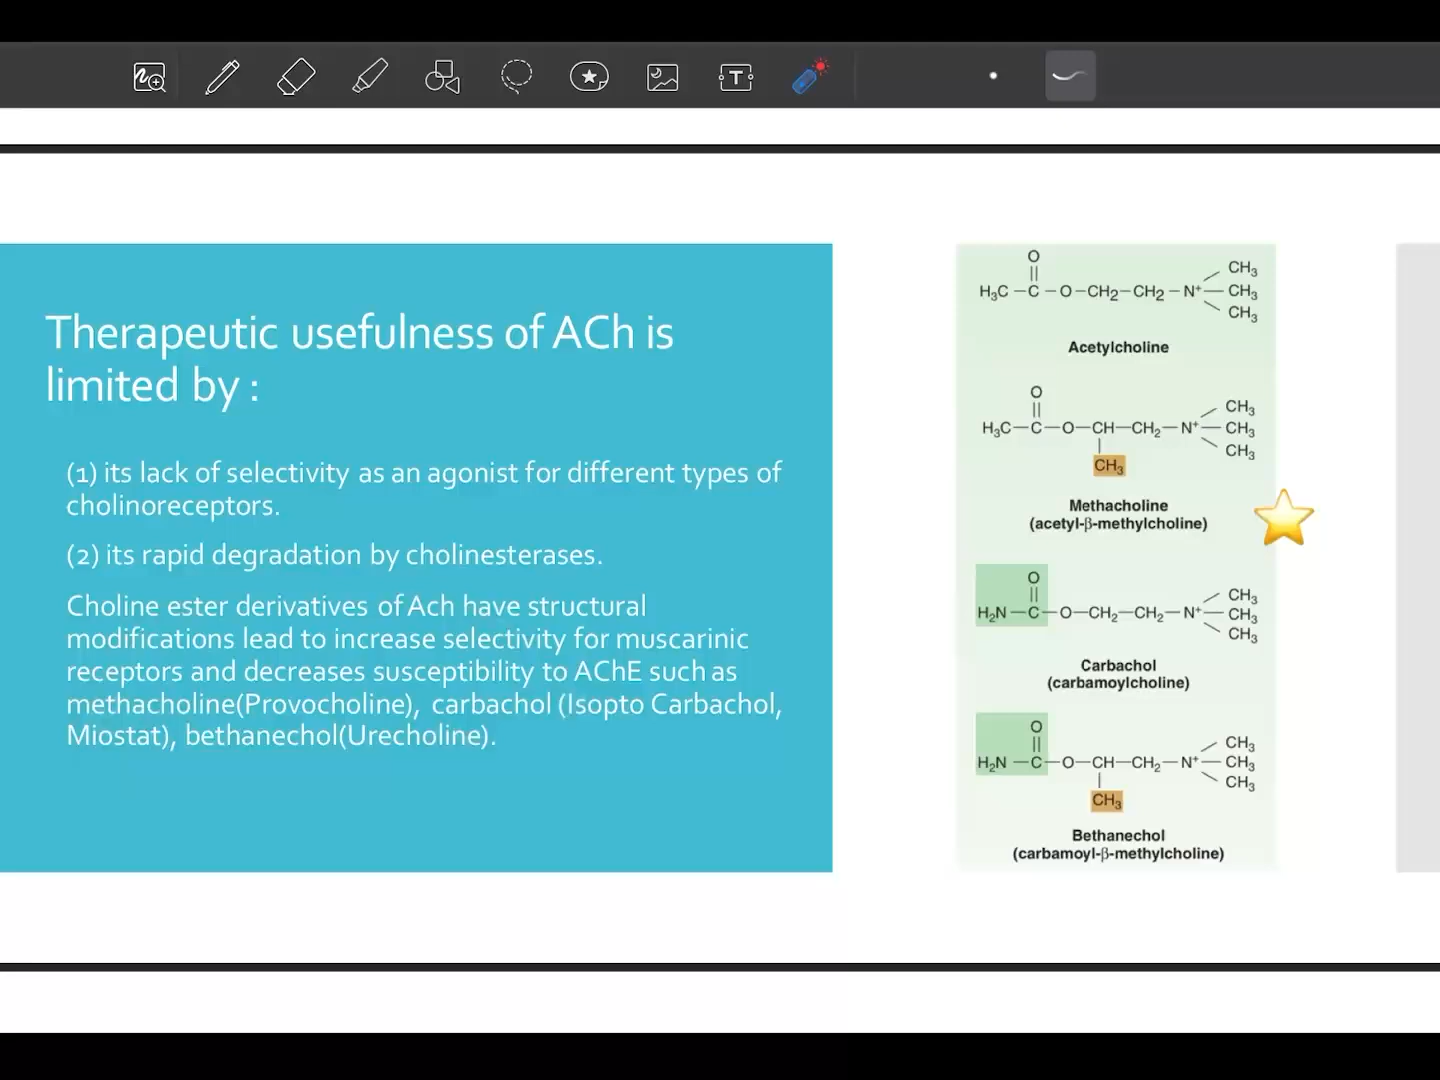 Therapeutic usefulness of ACh is
limited by :
(1) its lack of selectivity as an agonist for different types of
cholinoreceptors.
(2) its rapid degradation by cholinesterases.
Choline ester derivatives of Ach have structural
modifications lead to increase selectivity for muscarinic
receptors and decreases susceptibility to AChE such as
methacholine(Provocholine), carbachol (Isopto Carbachol,
Miostat), bethanechol(Urecholine).
O
CH₃
H₃C—C—O—CH₂—CH₂—N⁺—CH₃
CH₃
Acetylcholine
O
CH₃
H₃C—C—O—CH—CH₂—N⁺—CH₃
CH₃
CH₃
Methacholine
(acetyl-β-methylcholine)
O
CH₃
H₂N—C—O—CH₂—CH₂—N⁺—CH₃
CH₃
Carbachol
(carbamoylcholine)
O
CH₃
H₂N—C—O—CH—CH₂—N⁺—CH₃
CH₃
CH₃
Bethanechol
(carbamoyl-β-methylcholine)